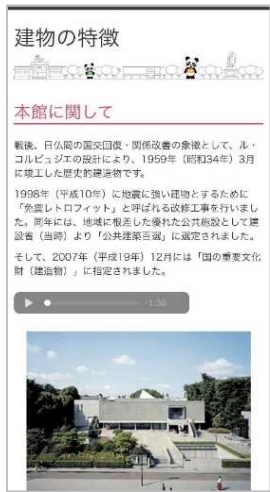 建物の特徴
本館に関して
戦後、日仏間の国交回復・関係改善の象徴として、ル・
コルビュジエの設計により、1959年（昭和34年）3月
に竣工した歴史的建造物です。
1998年（平成10年）に地震に強い建物とするために
「免震レトロフィット」と呼ばれる改修工事を行いまし
た。同年には、地域に根差した優れた公共施設として建
設省（当時）より「公共建築百選」に選定されました。
そして、2007年（平成19年）12月には「国の重要文化
財（建造物）」に指定されました。
-1:36